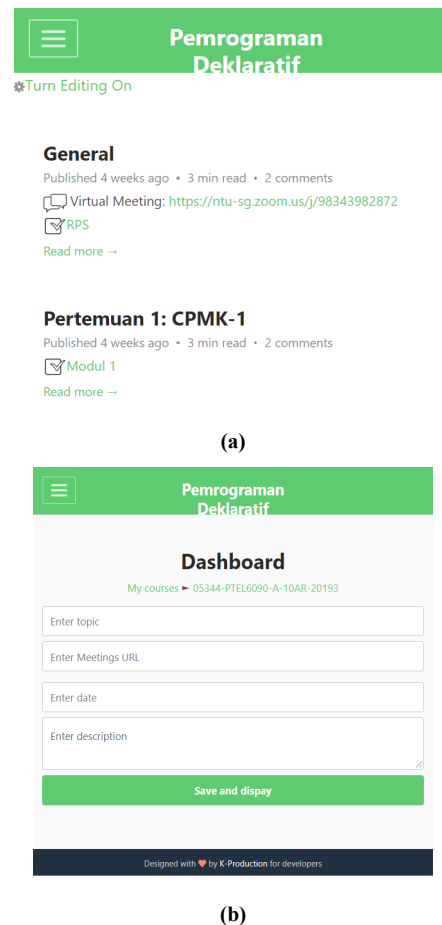 Pemrograman
Deklaratif
Turn Editing On
General
Published 4 weeks ago • 3 min read • 2 comments
Virtual Meeting: https://ntu-sg.zoom.us/j/98343982872
RPS
Read more →
Pertemuan 1: CPMK-1
Published 4 weeks ago • 3 min read • 2 comments
Modul 1
Read more →
(a)
Pemrograman
Deklaratif
Dashboard
My courses ► 05344-PTEL6090-A-10AR-20193
Enter topic
Enter Meetings URL
Enter date
Enter description
Save and dispay
Designed with ❤ by K-Production for developers
(b)